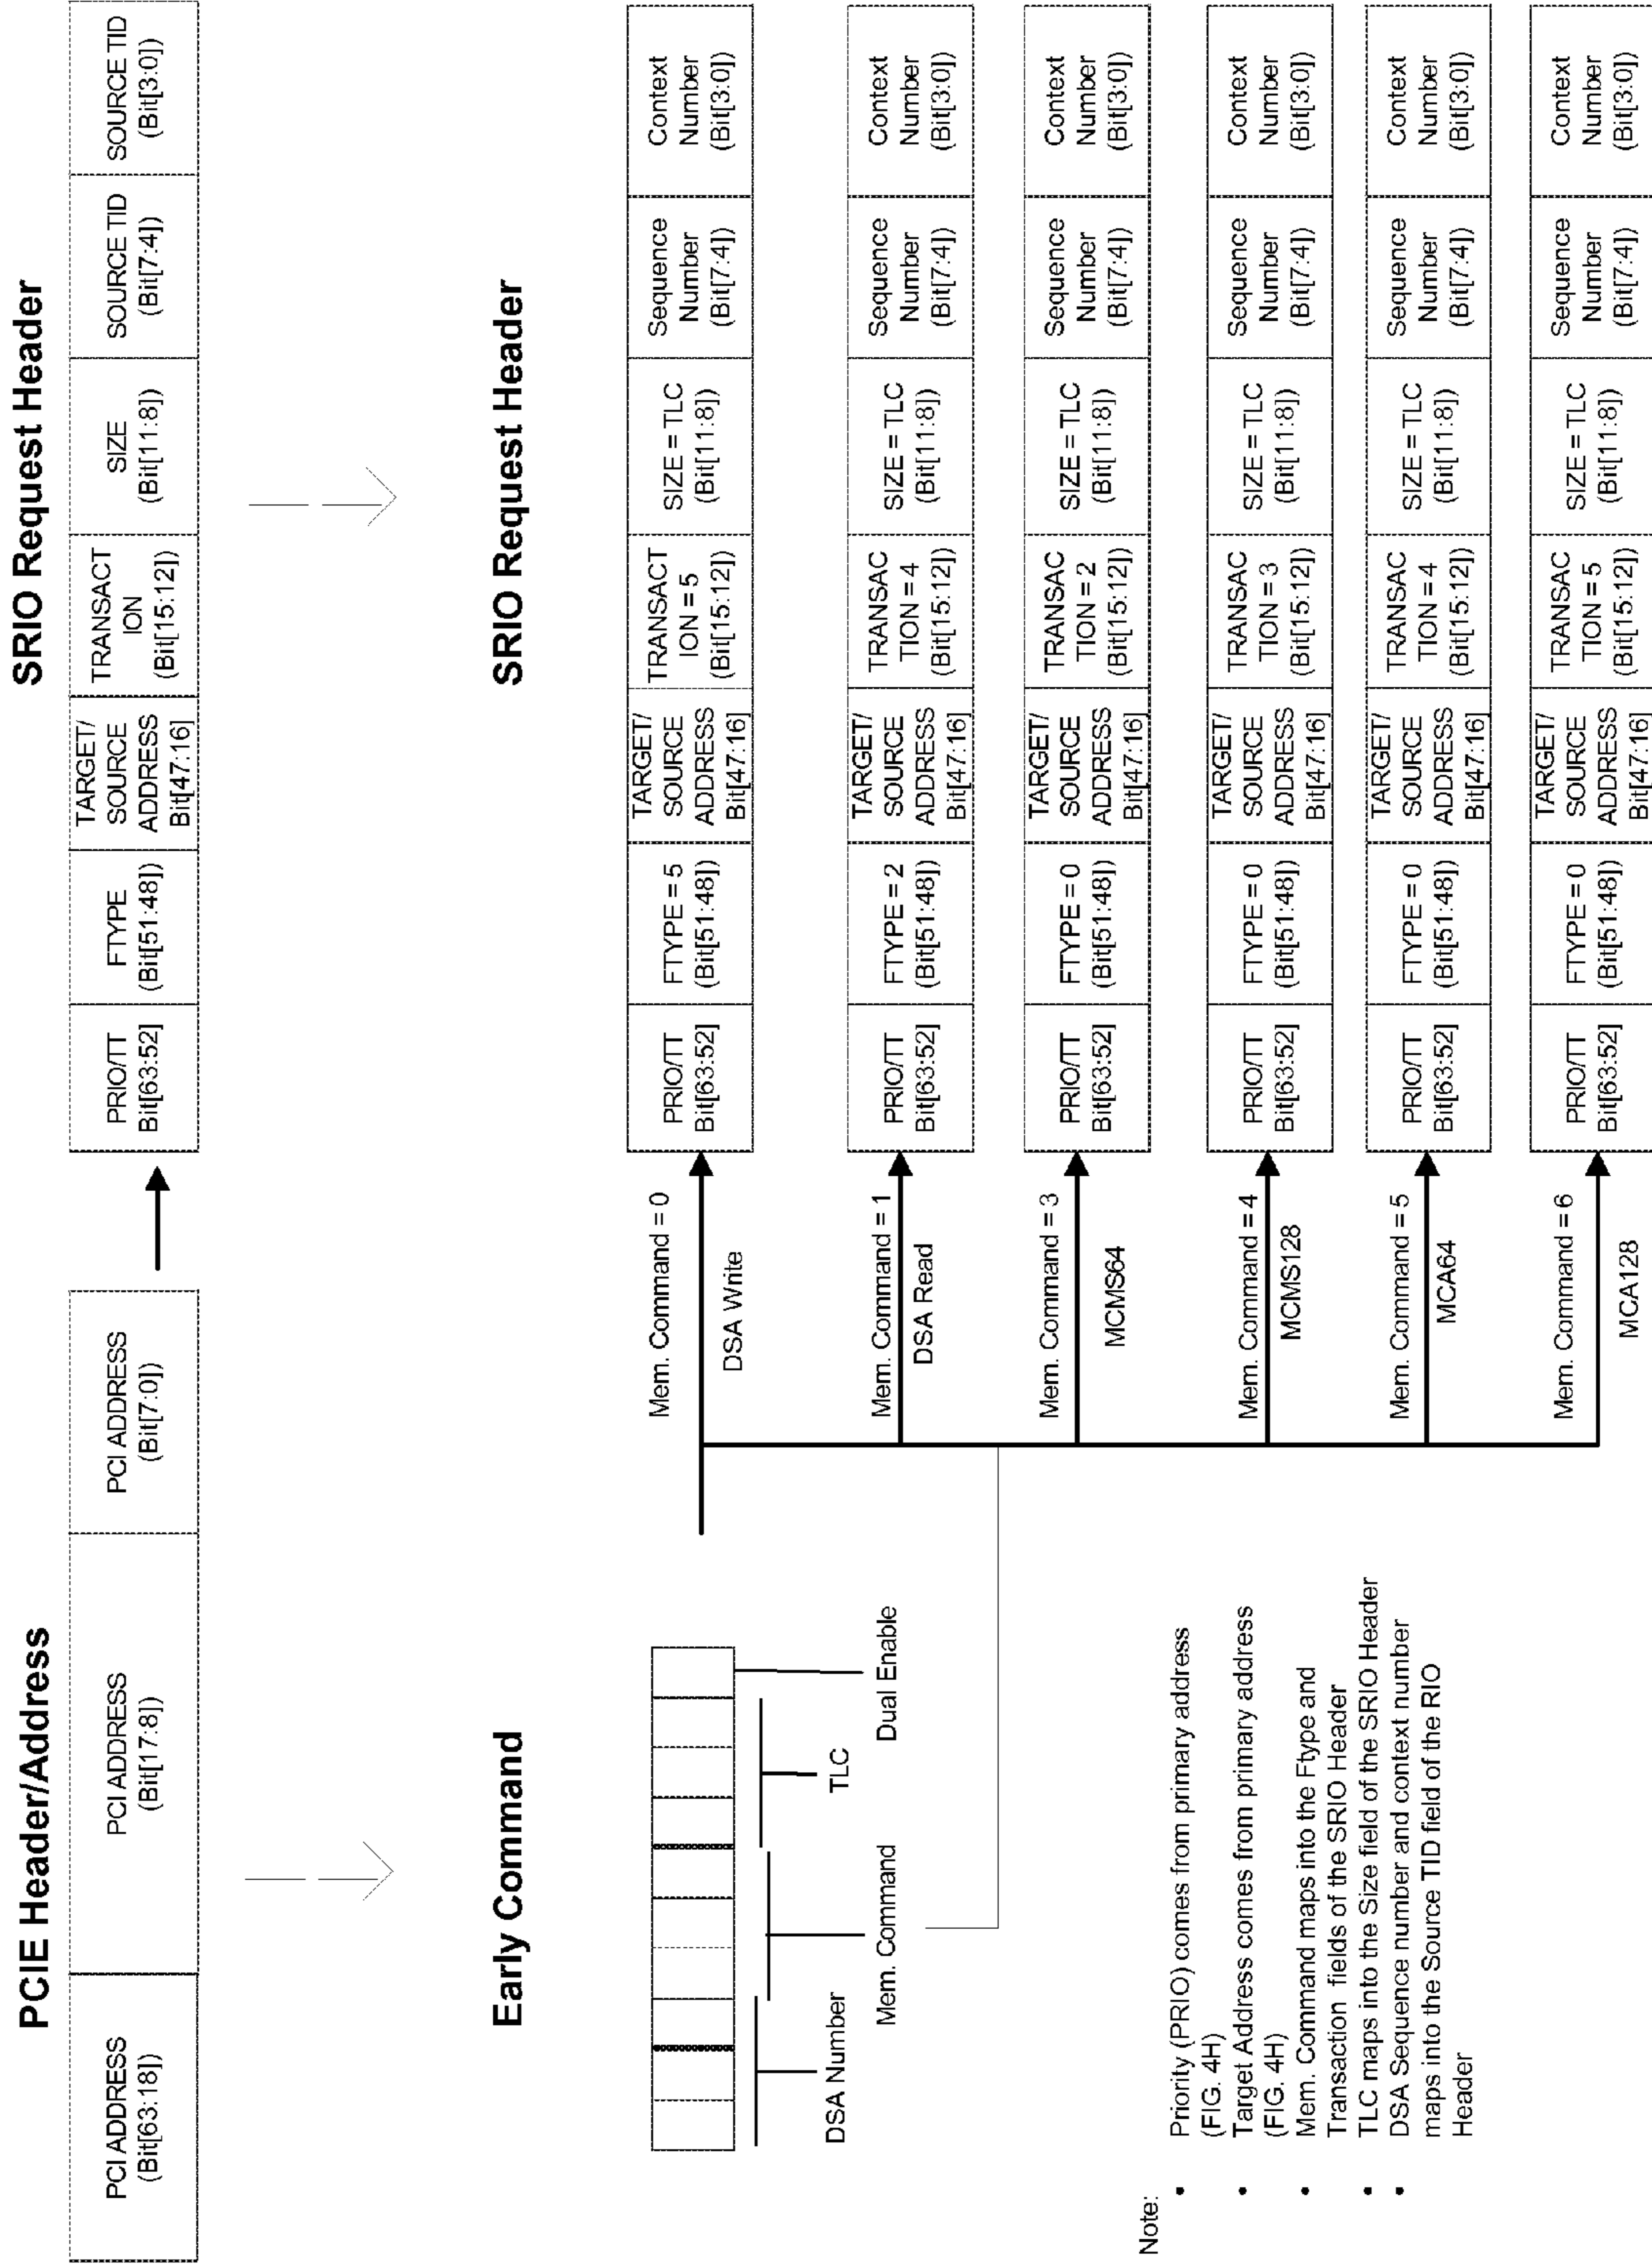 PCIE Header/Address
PCI ADDRESS
(Bit[63:18])
PCI ADDRESS
(Bit[17:8])
PCI ADDRESS
(Bit[7:0])
SRIO Request Header
PRIO/TT
Bit[63:52]
FTYPE
(Bit[51:48])
TARGET/
SOURCE
ADDRESS
Bit[47:16]
TRANSACT
ION
(Bit[15:12])
SIZE
(Bit[11:8])
SOURCE TID
(Bit[7:4])
SOURCE TID
(Bit[3:0])
Early Command
DSA Number
Mem. Command
TLC
Dual Enable
SRIO Request Header
Mem. Command = 0
DSA Write
PRIO/TT
Bit[63:52]
FTYPE = 5
(Bit[51:48])
TARGET/
SOURCE
ADDRESS
Bit[47:16]
TRANSACT
ION = 5
(Bit[15:12])
SIZE = TLC
(Bit[11:8])
Sequence
Number
(Bit[7:4])
Context
Number
(Bit[3:0])
Mem. Command = 1
DSA Read
PRIO/TT
Bit[63:52]
FTYPE = 2
(Bit[51:48])
TARGET/
SOURCE
ADDRESS
Bit[47:16]
TRANSAC
TION = 4
(Bit[15:12])
SIZE = TLC
(Bit[11:8])
Sequence
Number
(Bit[7:4])
Context
Number
(Bit[3:0])
Mem. Command = 3
MCMS64
PRIO/TT
Bit[63:52]
FTYPE = 0
(Bit[51:48])
TARGET/
SOURCE
ADDRESS
Bit[47:16]
TRANSAC
TION = 2
(Bit[15:12])
SIZE = TLC
(Bit[11:8])
Sequence
Number
(Bit[7:4])
Context
Number
(Bit[3:0])
Mem. Command = 4
MCMS128
PRIO/TT
Bit[63:52]
FTYPE = 0
(Bit[51:48])
TARGET/
SOURCE
ADDRESS
Bit[47:16]
TRANSAC
TION = 3
(Bit[15:12])
SIZE = TLC
(Bit[11:8])
Sequence
Number
(Bit[7:4])
Context
Number
(Bit[3:0])
Mem. Command = 5
MCA64
PRIO/TT
Bit[63:52]
FTYPE = 0
(Bit[51:48])
TARGET/
SOURCE
ADDRESS
Bit[47:16]
TRANSAC
TION = 4
(Bit[15:12])
SIZE = TLC
(Bit[11:8])
Sequence
Number
(Bit[7:4])
Context
Number
(Bit[3:0])
Mem. Command = 6
MCA128
PRIO/TT
Bit[63:52]
FTYPE = 0
(Bit[51:48])
TARGET/
SOURCE
ADDRESS
Bit[47:16]
TRANSAC
TION = 5
(Bit[15:12])
SIZE = TLC
(Bit[11:8])
Sequence
Number
(Bit[7:4])
Context
Number
(Bit[3:0])
Note:
• Priority (PRIO) comes from primary address
(FIG. 4H)
• Target Address comes from primary address
(FIG. 4H)
• Mem. Command maps into the Ftype and
Transaction fields of the SRIO Header
• TLC maps into the Size field of the SRIO Header
• DSA Sequence number and context number
maps into the Source TID field of the RIO
Header